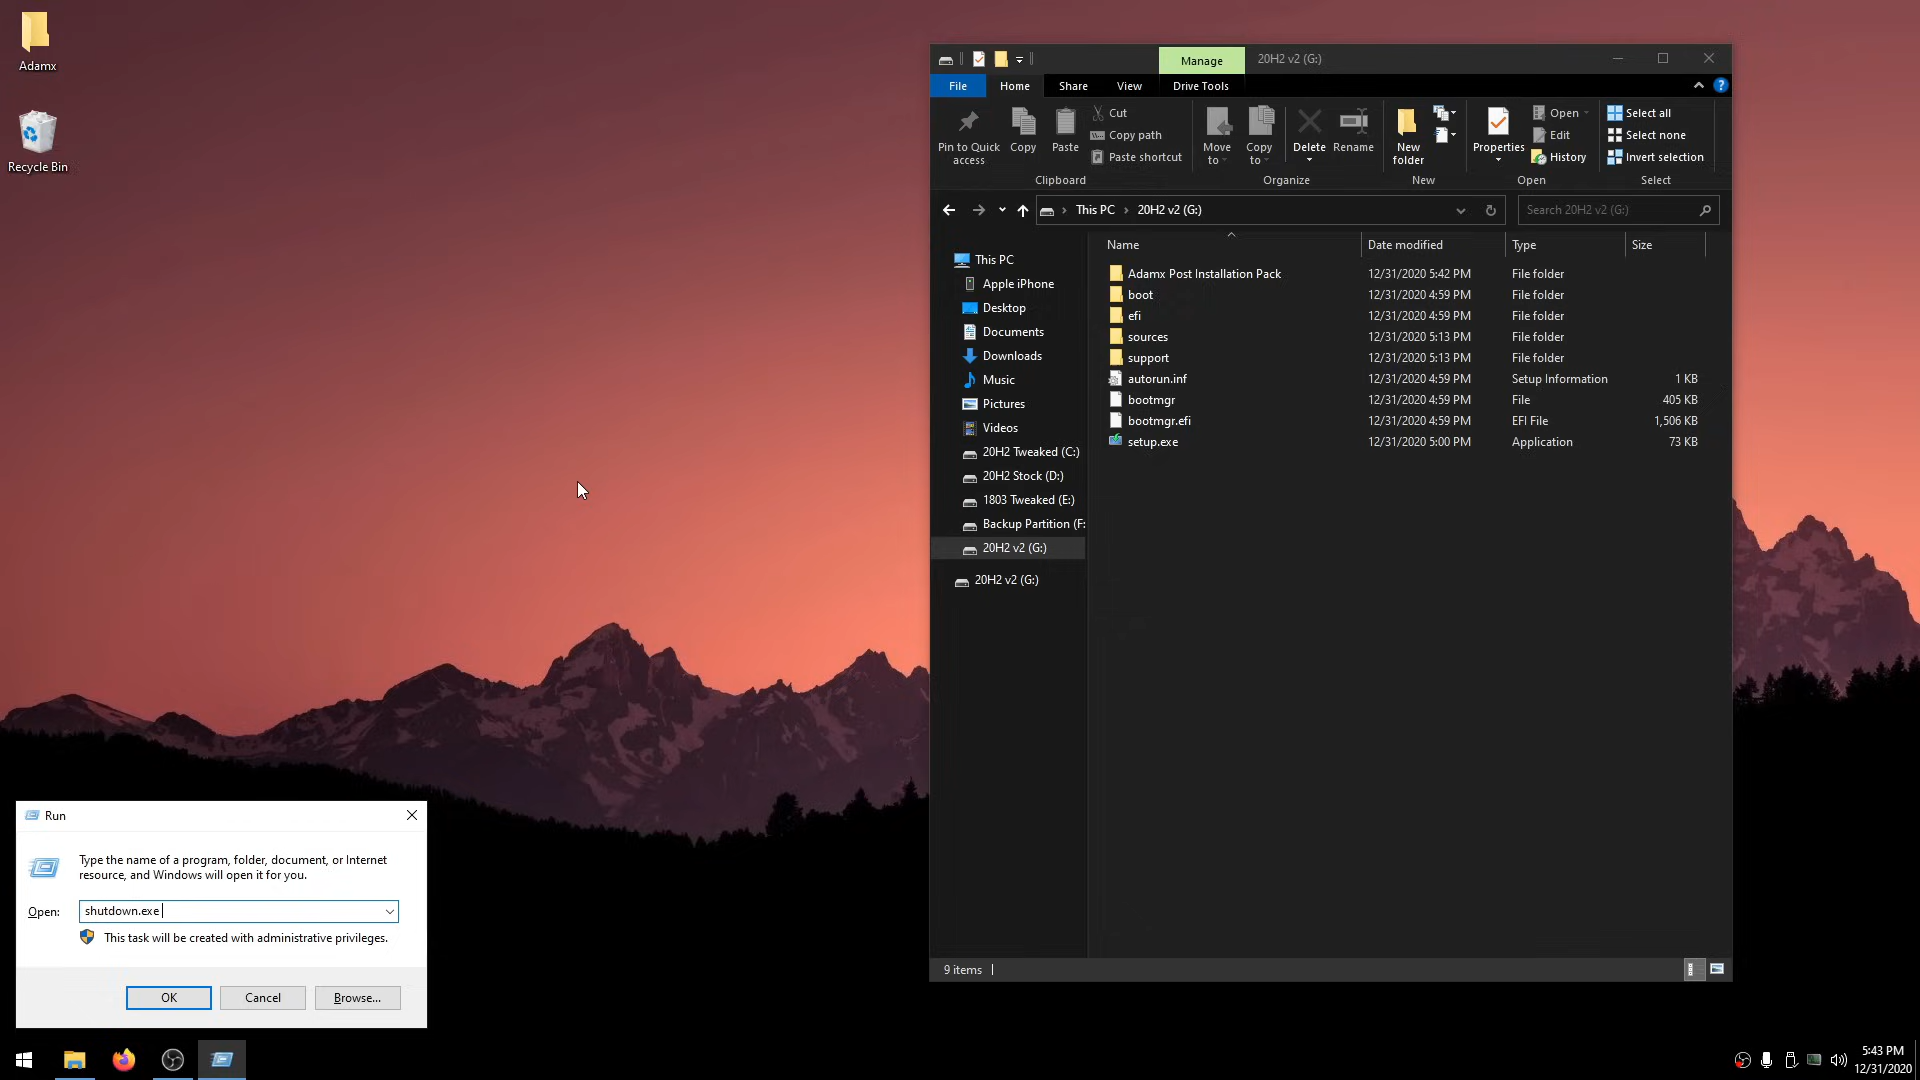 Adamx
Recycle Bin
Manage
20H2 v2 (G:)
File
Home
Share
View
Drive Tools
Pin to Quick
access
Copy
Paste
Cut
Copy path
Paste shortcut
Clipboard
Move
to
Copy
to
Delete
Rename
Organize
New
folder
New
Properties
Open
Edit
History
Open
Select all
Select none
Invert selection
Select
This PC
20H2 v2 (G:)
Search 20H2 v2 (G:)
This PC
Apple iPhone
Desktop
Documents
Downloads
Music
Pictures
Videos
20H2 Tweaked (C:)
20H2 Stock (D:)
1803 Tweaked (E:)
Backup Partition (F:
20H2 v2 (G:)
20H2 v2 (G:)
Name Date modified Type Size
Adamx Post Installation Pack 12/31/2020 5:42 PM File folder
boot 12/31/2020 4:59 PM File folder
efi 12/31/2020 4:59 PM File folder
sources 12/31/2020 5:13 PM File folder
support 12/31/2020 5:13 PM File folder
autorun.inf 12/31/2020 4:59 PM Setup Information 1 KB
bootmgr 12/31/2020 4:59 PM File 405 KB
bootmgr.efi 12/31/2020 4:59 PM EFI File 1,506 KB
setup.exe 12/31/2020 5:00 PM Application 73 KB
9 items
Run
Type the name of a program, folder, document, or Internet
resource, and Windows will open it for you.
Open: shutdown.exe
This task will be created with administrative privileges.
OK
Cancel
Browse...
5:43 PM
12/31/2020